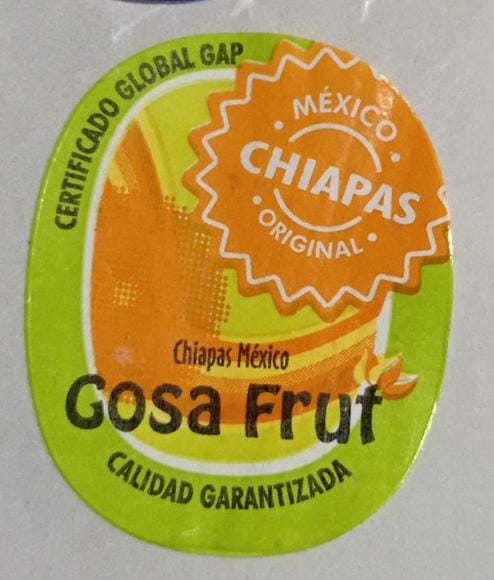 CERTIFICADO GLOBAL GAP
MÉXICO
CHIAPAS
ORIGINAL
Chiapas México
Gosa Frut
CALIDAD GARANTIZADA